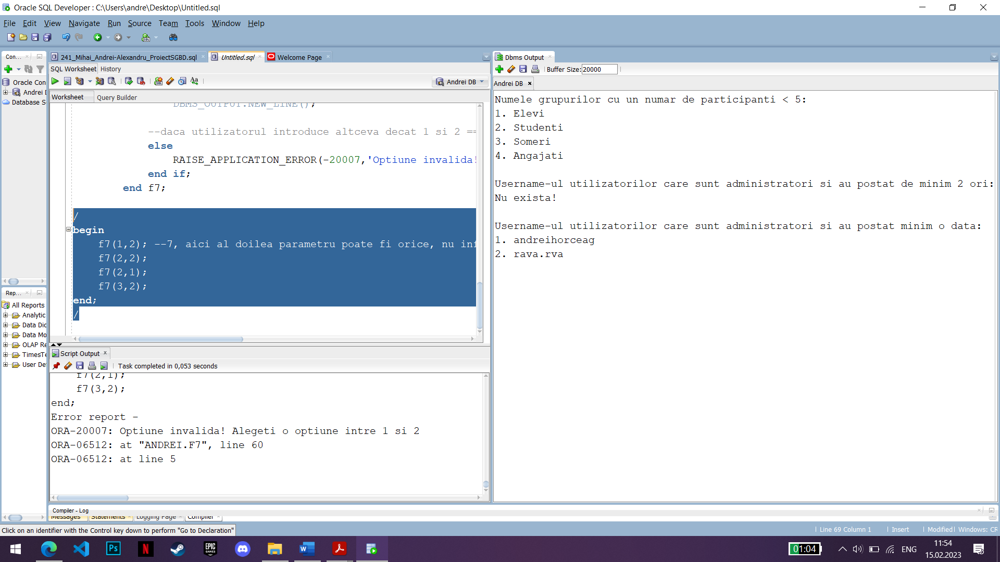 Oracle SQL Developer : C:\Users\andre\Desktop\Untitled.sql
File Edit View Navigate Run Source Team Tools Window Help
Con...
241_Mihai_Andrei-Alexandru_ProiectSGBD.sql
Untitled.sql
Welcome Page
Dbms Output
SQL Worksheet History
Buffer Size: 20000
Andrei DB
Andrei DB
Oracle Con
Andrei
Database S
Worksheet Query Builder
DBMS_OUTPUT.NEW_LINE();
--daca utilizatorul introduce altceva decat 1 si 2 ==
else
RAISE_APPLICATION_ERROR(-20007,'Optiune invalida!
end if;
end f7;
/
begin
f7(1,2); --7, aici al doilea parametru poate fi orice, nu inf
f7(2,2);
f7(2,1);
f7(3,2);
end;
/
Numele grupurilor cu un numar de participanti < 5:
1. Elevi
2. Studenti
3. Someri
4. Angajati
Username-ul utilizatorilor care sunt administratori si au postat de minim 2 ori:
Nu exista!
Username-ul utilizatorilor care sunt administratori si au postat minim o data:
1. andreihorceag
2. rava.rva
Rep...
All Reports
Analytic
Data Dic
Data Mo
OLAP Re
TimesTe
User De
Script Output
Task completed in 0,053 seconds
f7(2,1);
f7(3,2);
end;
Error report -
ORA-20007: Optiune invalida! Alegeti o optiune intre 1 si 2
ORA-06512: at "ANDREI.F7", line 60
ORA-06512: at line 5
Compiler - Log
Messages Statements Logging Page Compiler
Click on an identifier with the Control key down to perform "Go to Declaration"
Line 69 Column 1 Insert Modified Windows: CR
Ps
N
EPIC GAMES
W
01:04
ENG
11:54
15.02.2023